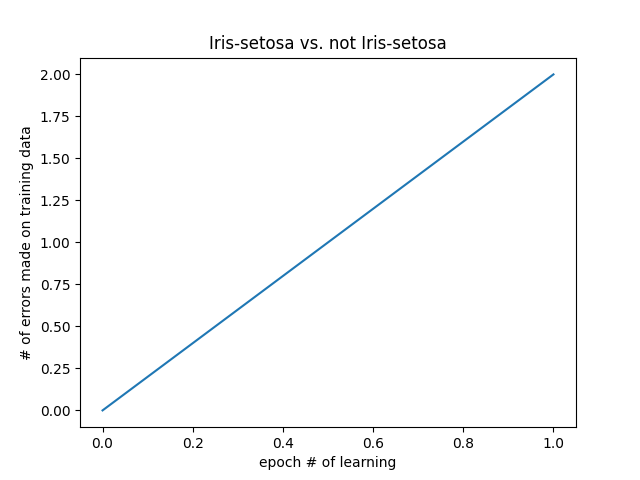 Iris-setosa vs. not Iris-setosa
# of errors made on training data
2.00
1.75
1.50
1.25
1.00
0.75
0.50
0.25
0.00
0.0 0.2 0.4 0.6 0.8 1.0
epoch # of learning